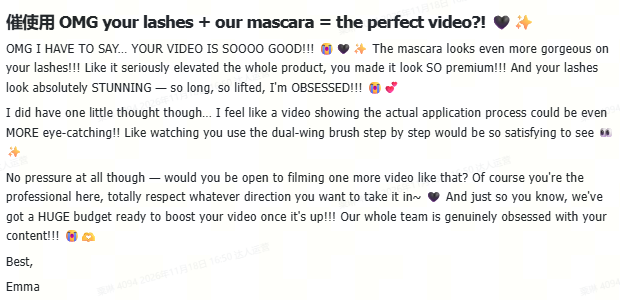 催使用 OMG your lashes + our mascara = the perfect video?! 🖤 ✨
OMG I HAVE TO SAY… YOUR VIDEO IS SOOOO GOOD!!! 😭 🖤 ✨ The mascara looks even more gorgeous on
your lashes!!! Like it seriously elevated the whole product, you made it look SO premium!!! And your lashes
look absolutely STUNNING — so long, so lifted, I'm OBSESSED!!! 😭 💕
I did have one little thought though… I feel like a video showing the actual application process could be even
MORE eye-catching!! Like watching you use the dual-wing brush step by step would be so satisfying to see 👀
✨
No pressure at all though — would you be open to filming one more video like that? Of course you're the
professional here, totally respect whatever direction you want to take it in~ 🖤 And just so you know, we've
got a HUGE budget ready to boost your video once it's up!!! Our whole team is genuinely obsessed with your
content!!! 😭 🫶
Best,
Emma